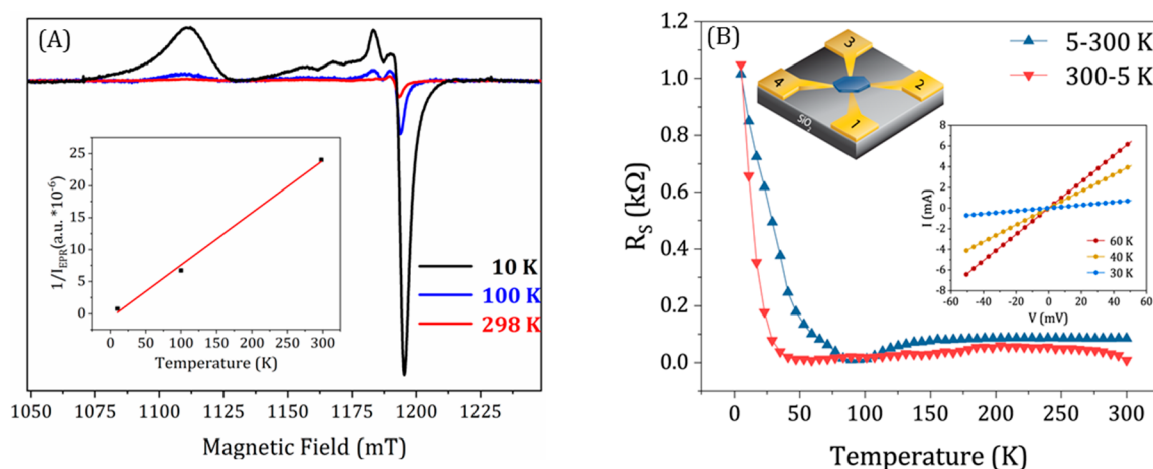 (A)
10 K
100 K
298 K
1/I_EPR(a.u. *10⁻⁶)
25
20
15
10
5
0
0 50 100 150 200 250 300
Temperature (K)
1050 1075 1100 1125 1150 1175 1200 1225
Magnetic Field (mT)
(B)
5-300 K
300-5 K
3
4
2
1
SiO₂
R_S (kΩ)
1.0
0.8
0.6
0.4
0.2
0.0
I (mA)
8
6
4
2
0
-2
-4
-6
-8
60 K
40 K
30 K
-60 -40 -20 0 20 40 60
V (mV)
0 50 100 150 200 250 300
Temperature (K)